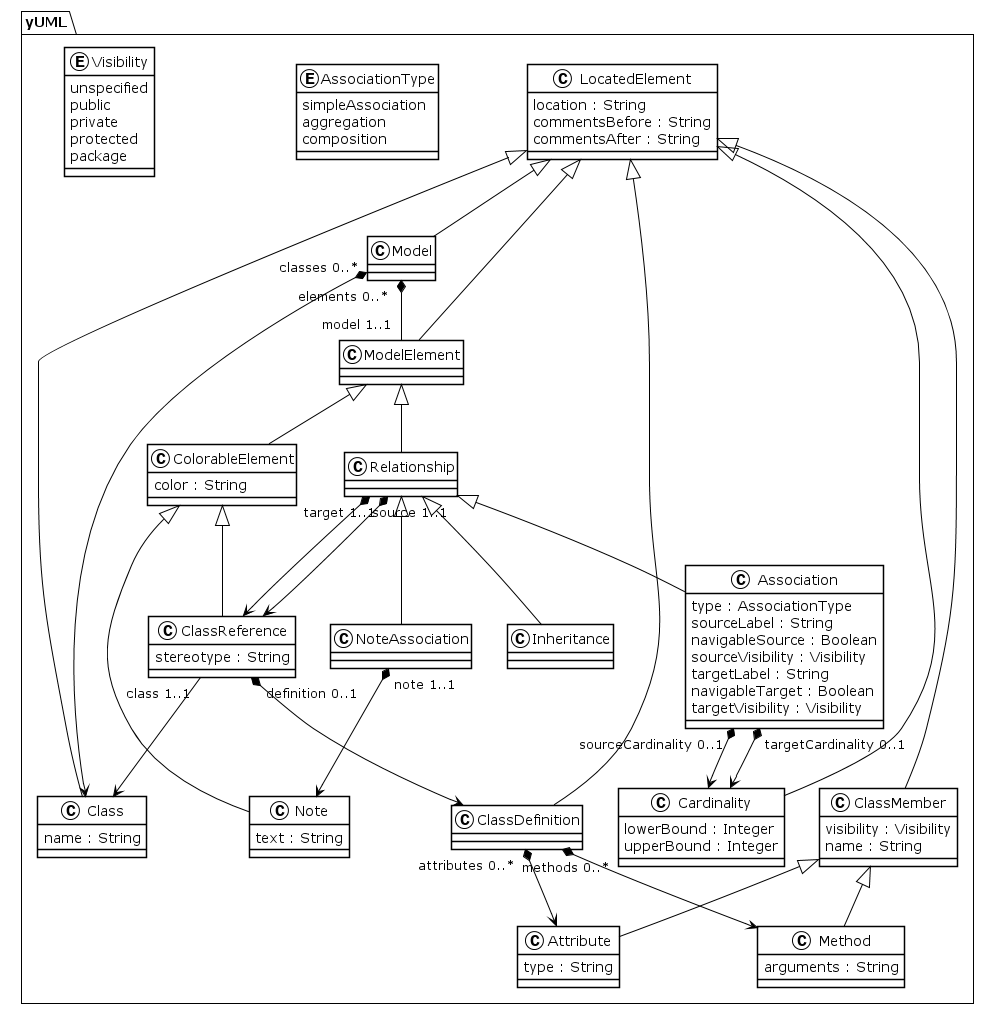 yUML
E Visibility
unspecified
public
private
protected
package
E AssociationType
simpleAssociation
aggregation
composition
C LocatedElement
location : String
commentsBefore : String
commentsAfter : String
C Model
classes 0..*
elements 0..*
model 1..1
C ModelElement
C ColorableElement
color : String
C Relationship
target 1..1
source 1..1
C Association
type : AssociationType
sourceLabel : String
navigableSource : Boolean
sourceVisibility : Visibility
targetLabel : String
navigableTarget : Boolean
targetVisibility : Visibility
C ClassReference
stereotype : String
C NoteAssociation
C Inheritance
class 1..1
definition 0..1
note 1..1
sourceCardinality 0..1
targetCardinality 0..1
C Class
name : String
C Note
text : String
C ClassDefinition
C Cardinality
lowerBound : Integer
upperBound : Integer
C ClassMember
visibility : Visibility
name : String
attributes 0..*
methods 0..*
C Attribute
type : String
C Method
arguments : String